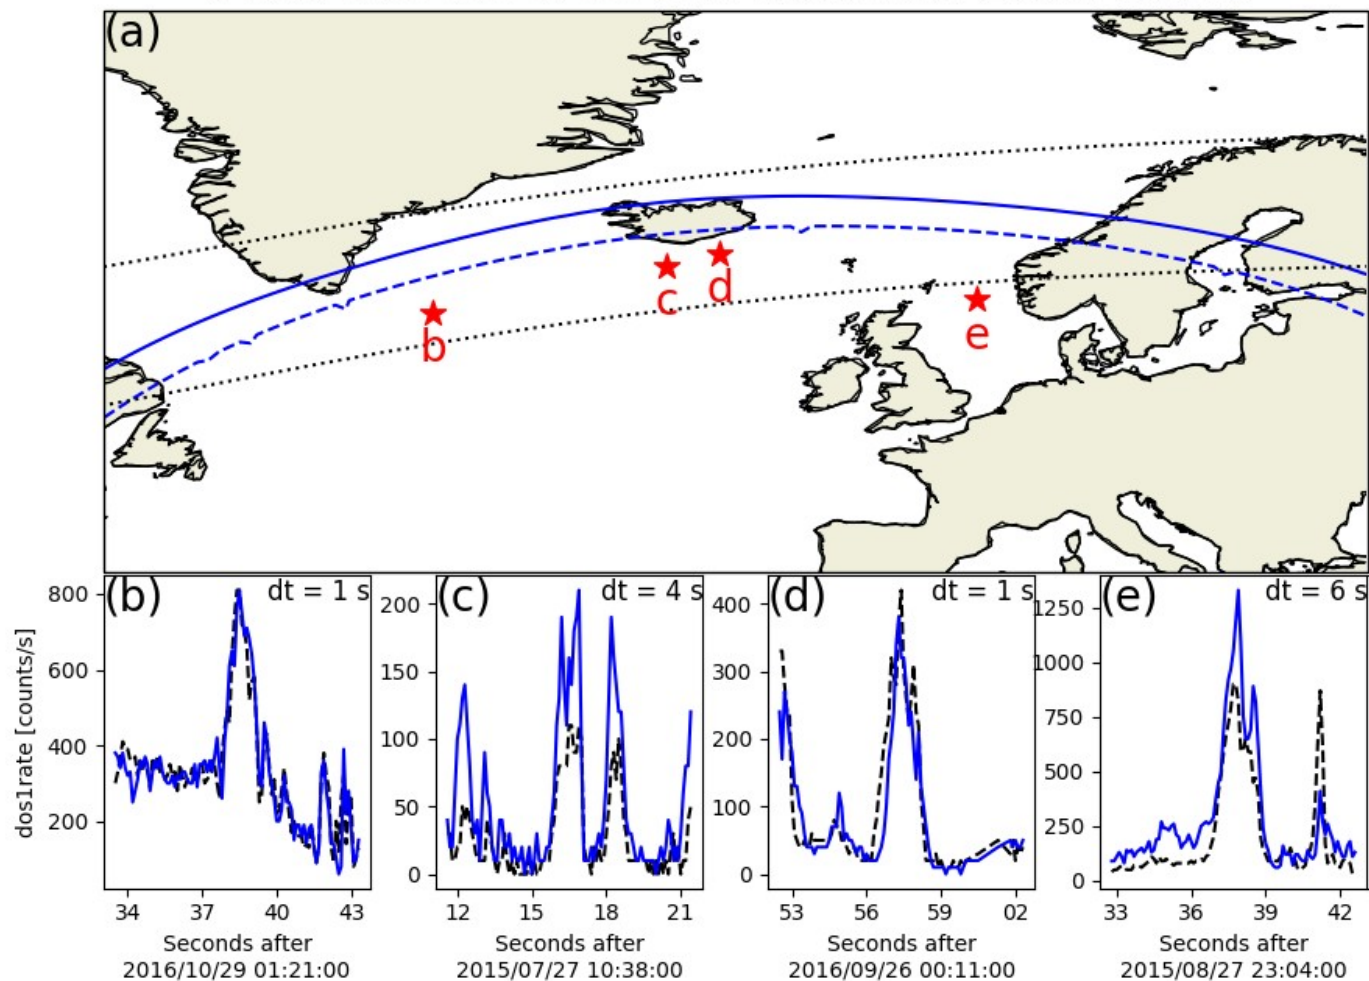 (a)
b
c
d
e
(b) dt = 1 s
(c) dt = 4 s
(d) dt = 1 s
(e) dt = 6 s
dos1rate [counts/s]
800
600
400
200
34 37 40 43
Seconds after
2016/10/29 01:21:00
200
150
100
50
0
12 15 18 21
Seconds after
2015/07/27 10:38:00
400
300
200
100
0
53 56 59 02
Seconds after
2016/09/26 00:11:00
1250
1000
750
500
250
0
33 36 39 42
Seconds after
2015/08/27 23:04:00